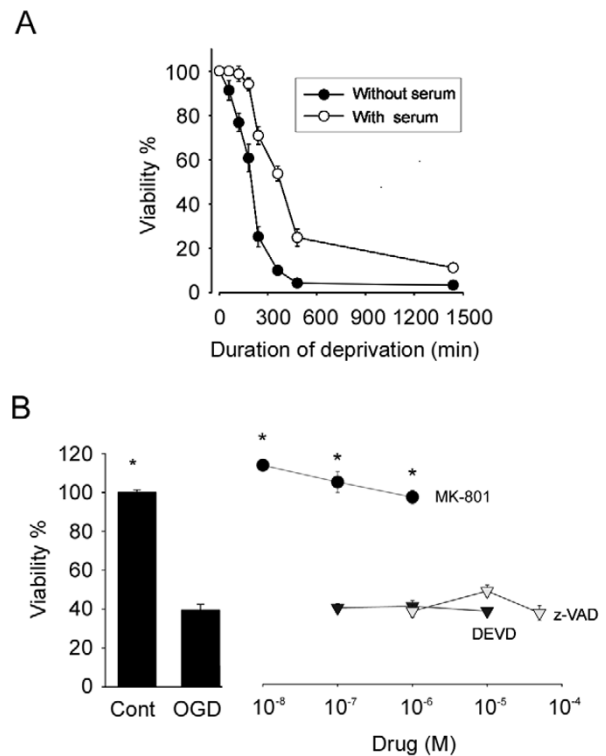 A
Viability %
100
80
60
40
20
0
Without serum
With serum
0 300 600 900 1200 1500
Duration of deprivation (min)
B
Viability %
120
100
80
60
40
20
0
*
* * *
MK-801
z-VAD
DEVD
Cont OGD
10⁻⁸ 10⁻⁷ 10⁻⁶ 10⁻⁵ 10⁻⁴
Drug (M)